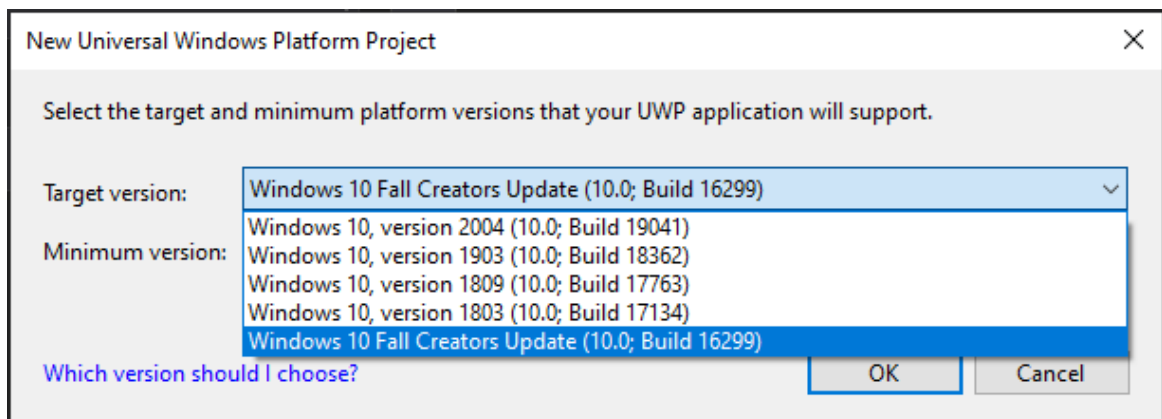 New Universal Windows Platform Project
Select the target and minimum platform versions that your UWP application will support.
Target version:
Windows 10 Fall Creators Update (10.0; Build 16299)
Windows 10, version 2004 (10.0; Build 19041)
Minimum version:
Windows 10, version 1903 (10.0; Build 18362)
Windows 10, version 1809 (10.0; Build 17763)
Windows 10, version 1803 (10.0; Build 17134)
Windows 10 Fall Creators Update (10.0; Build 16299)
Which version should I choose?
OK
Cancel